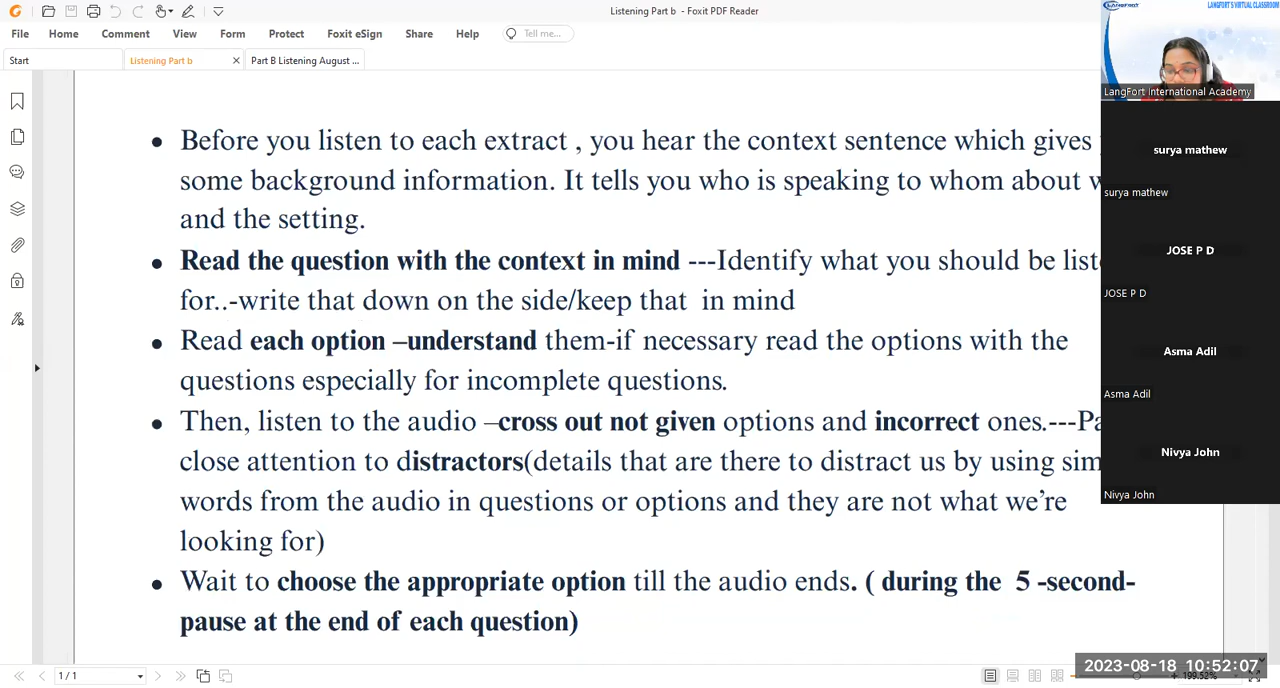 Listening Part b - Foxit PDF Reader
File Home Comment View Form Protect Foxit eSign Share Help Tell me...
Start Listening Part b Part B Listening August ...
LANGFORT LANGFORT'S VIRTUAL CLASSROOM
LangFort International Academy
surya mathew
surya mathew
JOSE P D
JOSE P D
Asma Adil
Asma Adil
Nivya John
Nivya John
• Before you listen to each extract , you hear the context sentence which gives
some background information. It tells you who is speaking to whom about
and the setting.
• Read the question with the context in mind ---Identify what you should be
for..-write that down on the side/keep that in mind
• Read each option –understand them-if necessary read the options with the
questions especially for incomplete questions.
• Then, listen to the audio –cross out not given options and incorrect ones.---
close attention to distractors(details that are there to distract us by using
words from the audio in questions or options and they are not what we're
looking for)
• Wait to choose the appropriate option till the audio ends. ( during the 5 -second-
pause at the end of each question)
1 / 1
199.52%
2023-08-18 10:52:07